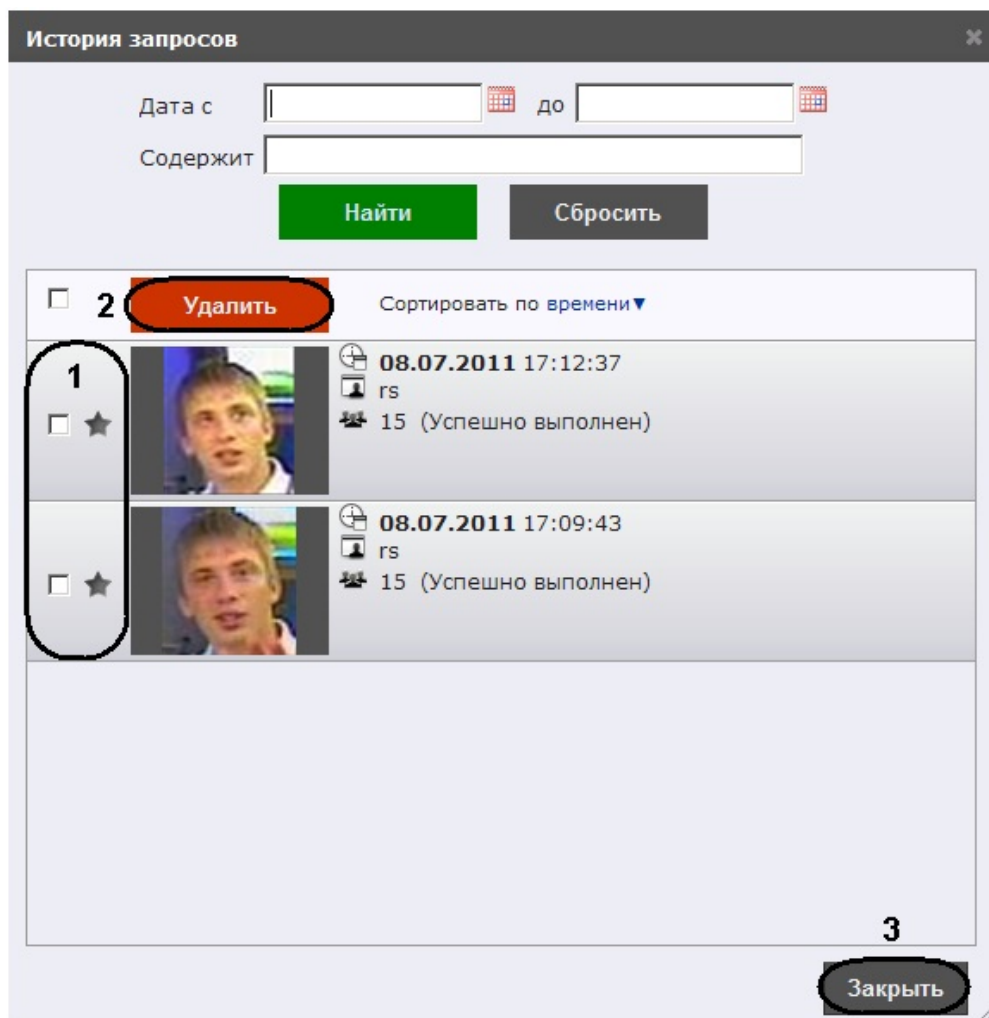 История запросов
Дата с до
Содержит
Найти Сбросить
2 Удалить Сортировать по времени▼
1
08.07.2011 17:12:37
rs
15 (Успешно выполнен)
08.07.2011 17:09:43
rs
15 (Успешно выполнен)
3
Закрыть